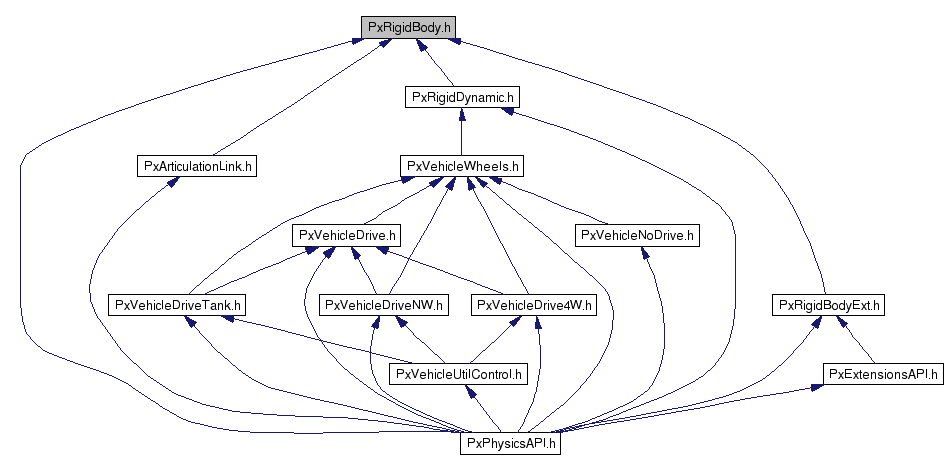 PxRigidBody.h
PxRigidDynamic.h
PxArticulationLink.h
PxVehicleWheels.h
PxVehicleDrive.h
PxVehicleNoDrive.h
PxVehicleDriveTank.h
PxVehicleDriveNW.h
PxVehicleDrive4W.h
PxRigidBodyExt.h
PxVehicleUtilControl.h
PxExtensionsAPI.h
PxPhysicsAPI.h